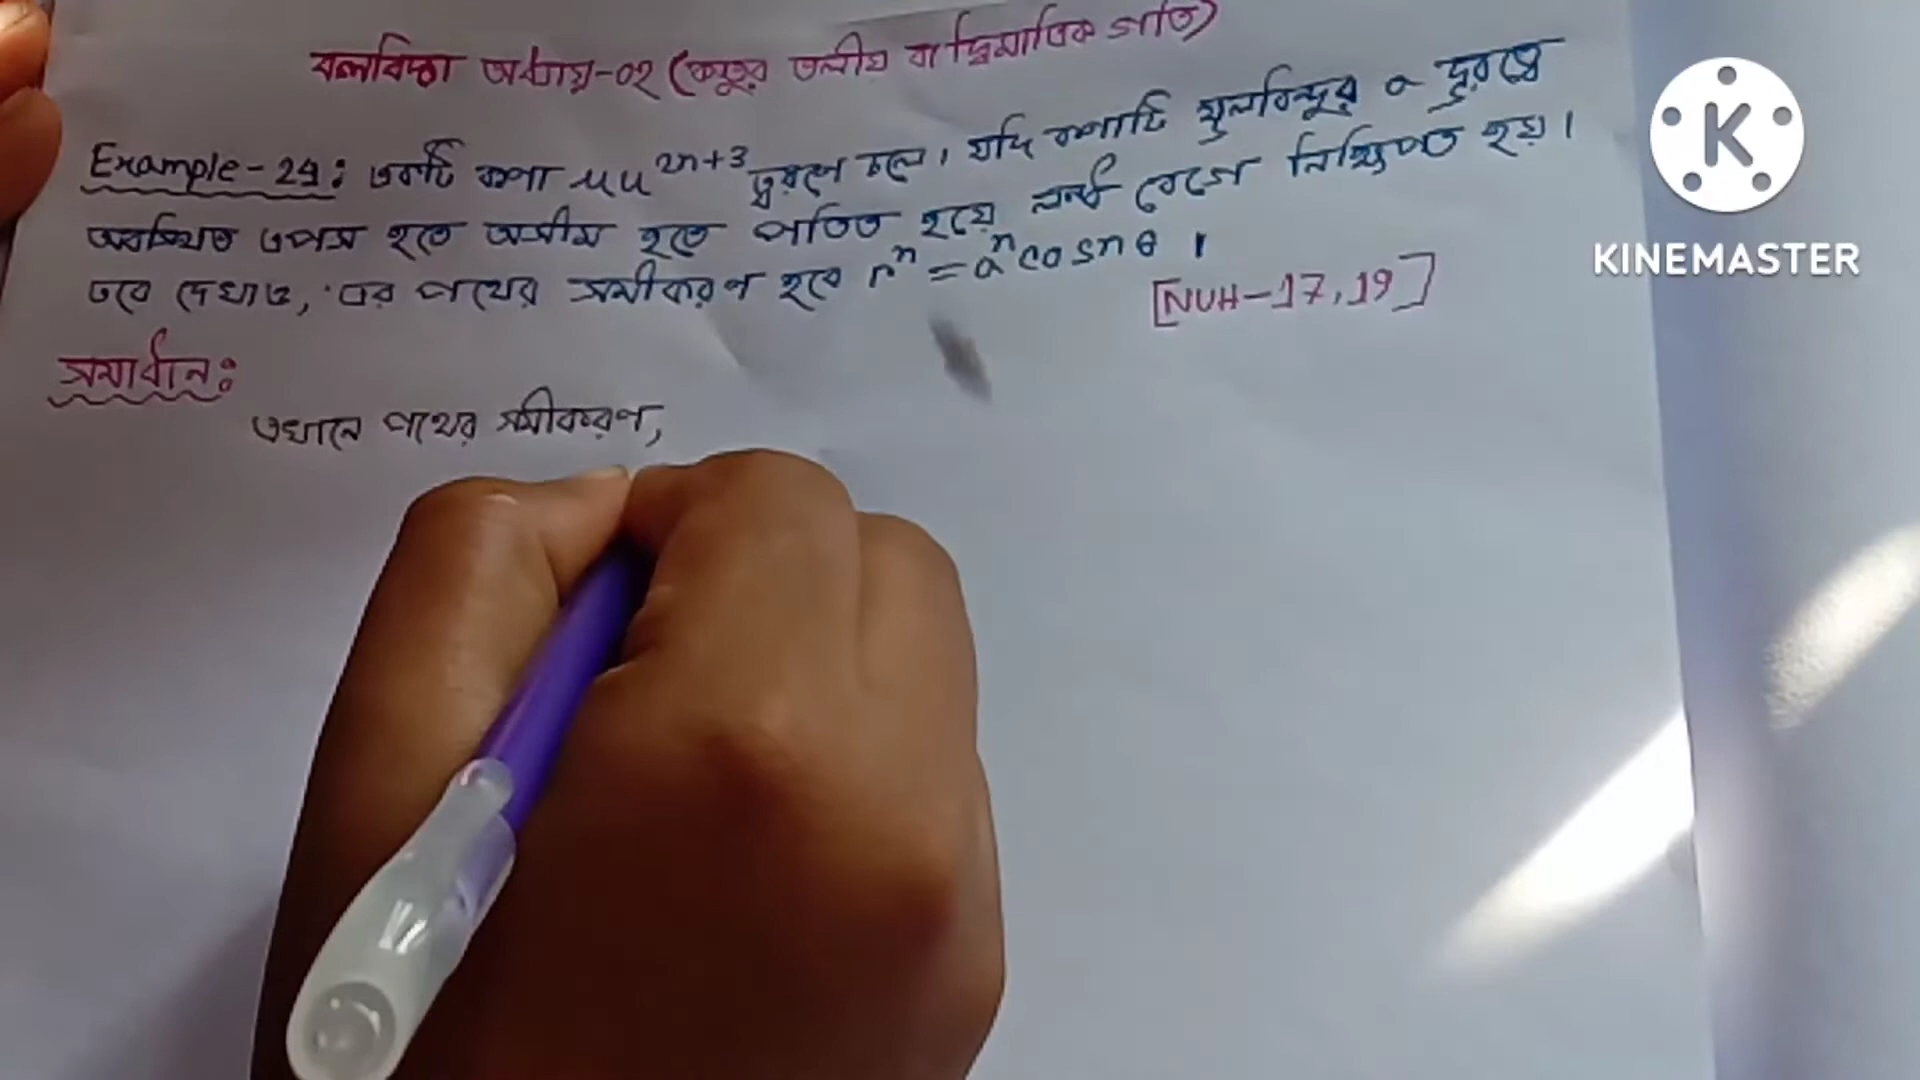 বলবিদ্যা অধ্যায়-০২ (বস্তুর তলীয় বা দ্বিমাত্রিক গতি)
Example-24: একটি কণা μu^{2n+3} ত্বরণে চলে। যদি কণাটি মূলবিন্দুর a দূরত্বে
অবস্থিত এপস হতে অসীম হতে পতিত হয়ে লব্ধ বেগে নিক্ষিপ্ত হয়।
তবে দেখাও, এর পথের সমীকরণ হবে r^n = a^n cos nθ ।
[NUH-17,19]
সমাধান:
এখানে পথের সমীকরণ,
K
KINEMASTER